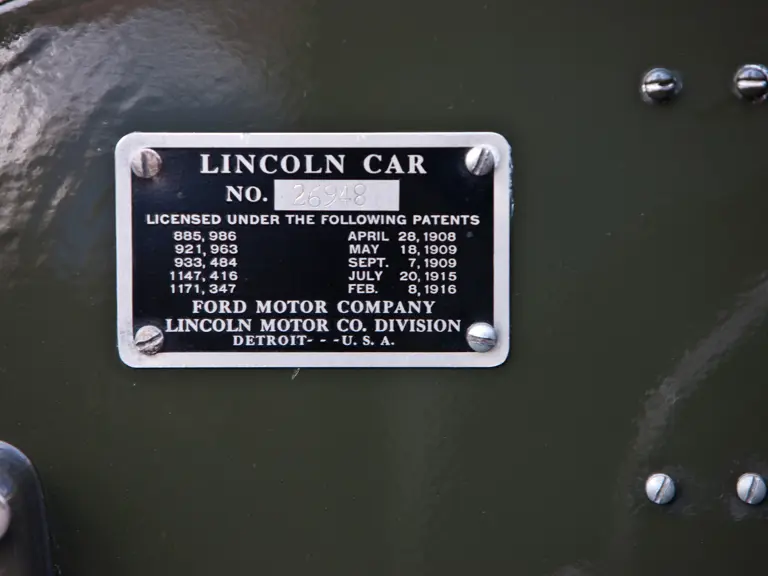 LINCOLN CAR
NO. 26948
LICENSED UNDER THE FOLLOWING PATENTS
885,986 APRIL 28,1908
921,963 MAY 18,1909
933,484 SEPT. 7,1909
1147,416 JULY 20,1915
1171,347 FEB. 8,1916
FORD MOTOR COMPANY
LINCOLN MOTOR CO. DIVISION
DETROIT- - -U. S. A.